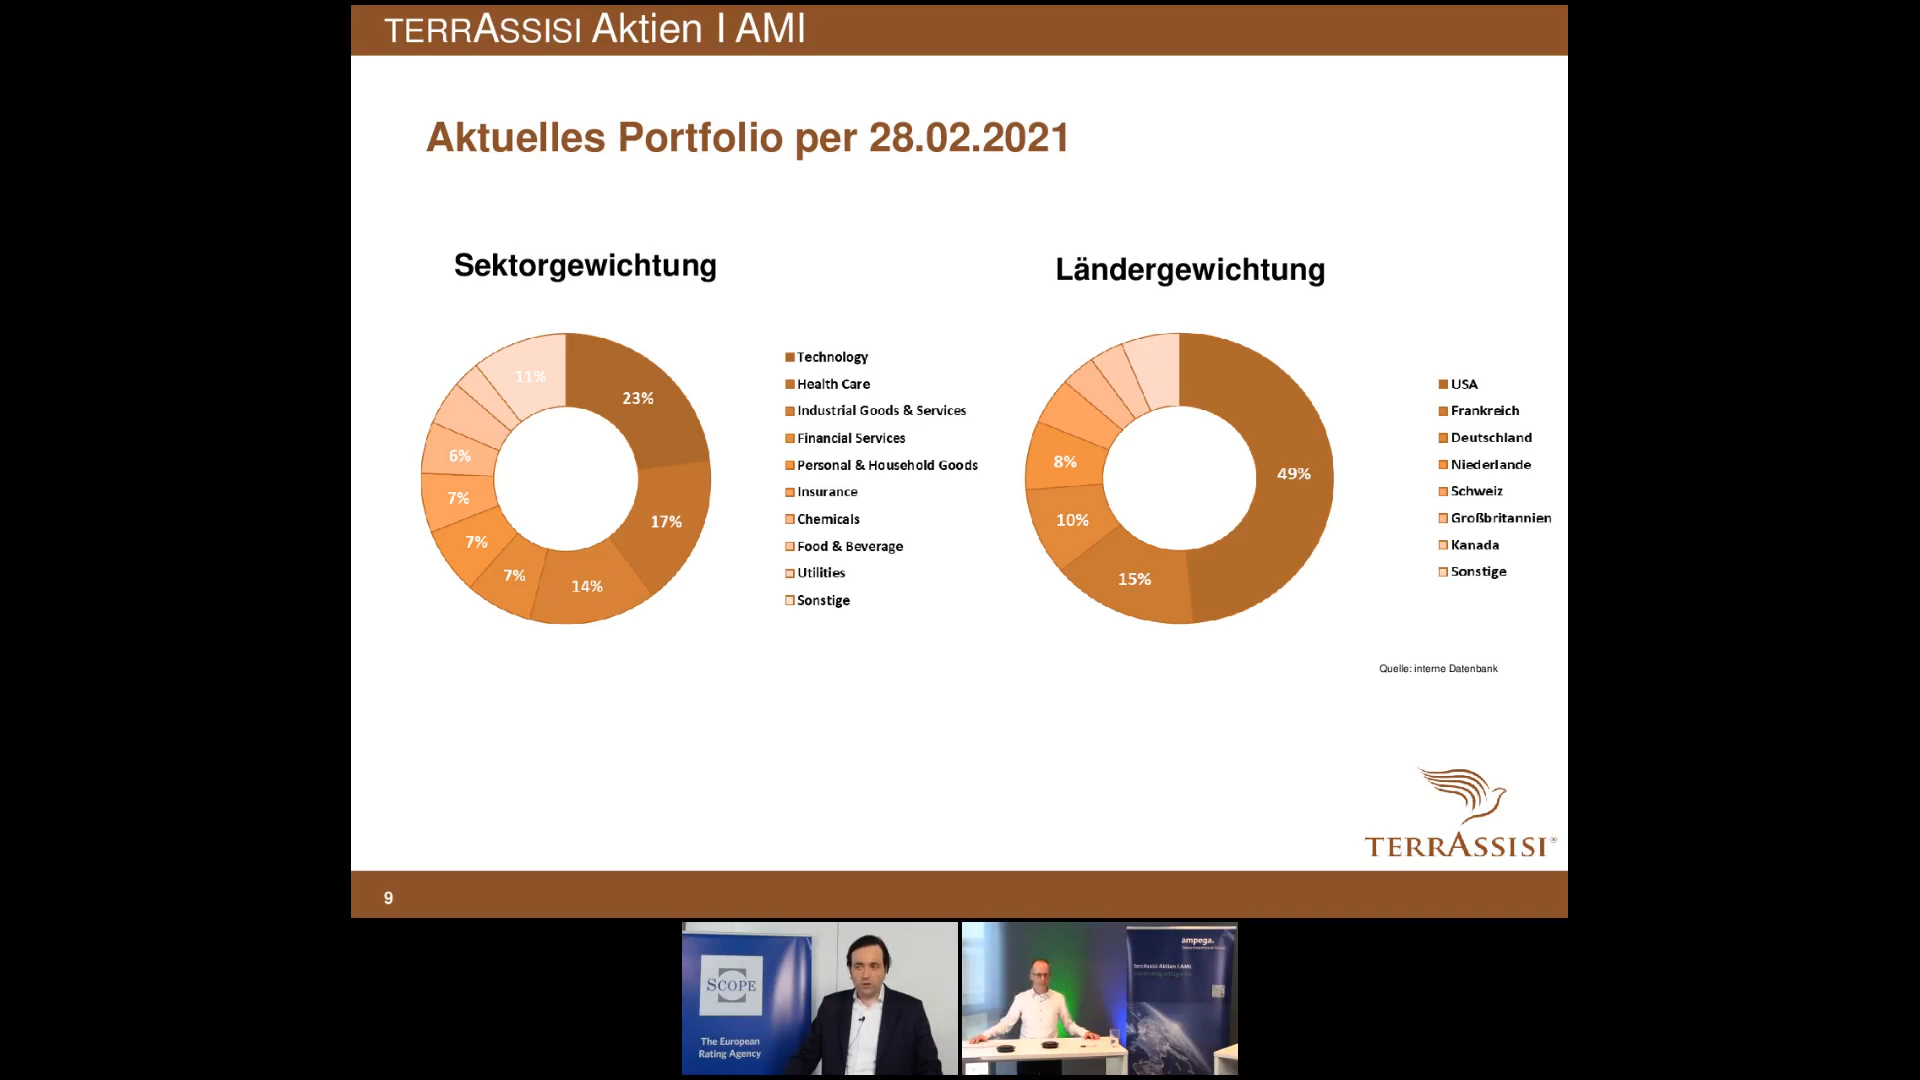 TERRASSISI Aktien I AMI
Aktuelles Portfolio per 28.02.2021
Sektorgewichtung
11%
23%
17%
14%
7%
7%
7%
6%
Technology
Health Care
Industrial Goods & Services
Financial Services
Personal & Household Goods
Insurance
Chemicals
Food & Beverage
Utilities
Sonstige
Ländergewichtung
49%
15%
10%
8%
USA
Frankreich
Deutschland
Niederlande
Schweiz
Großbritannien
Kanada
Sonstige
Quelle: interne Datenbank
TERRASSISI®
9
SCOPE
The European
Rating Agency
ampega.
terrAssisi Aktien I AMI